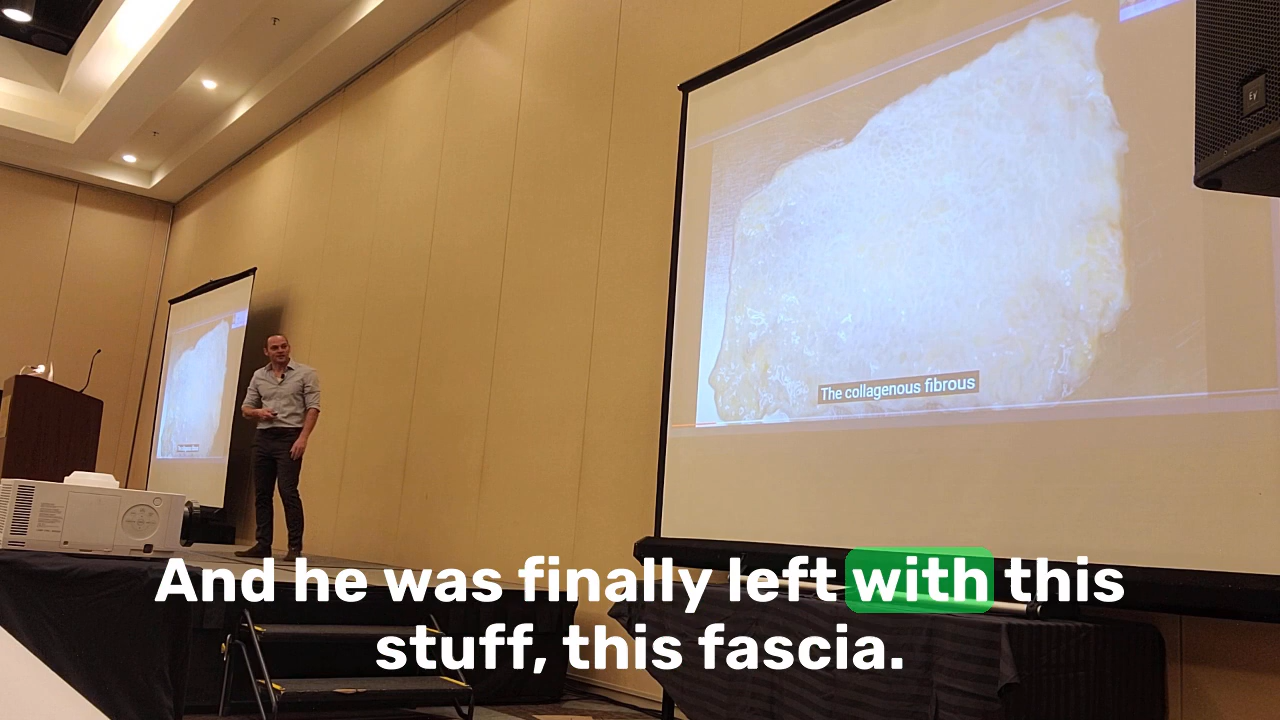 The collagenous fibrous
And he was finally left with this
stuff, this fascia.